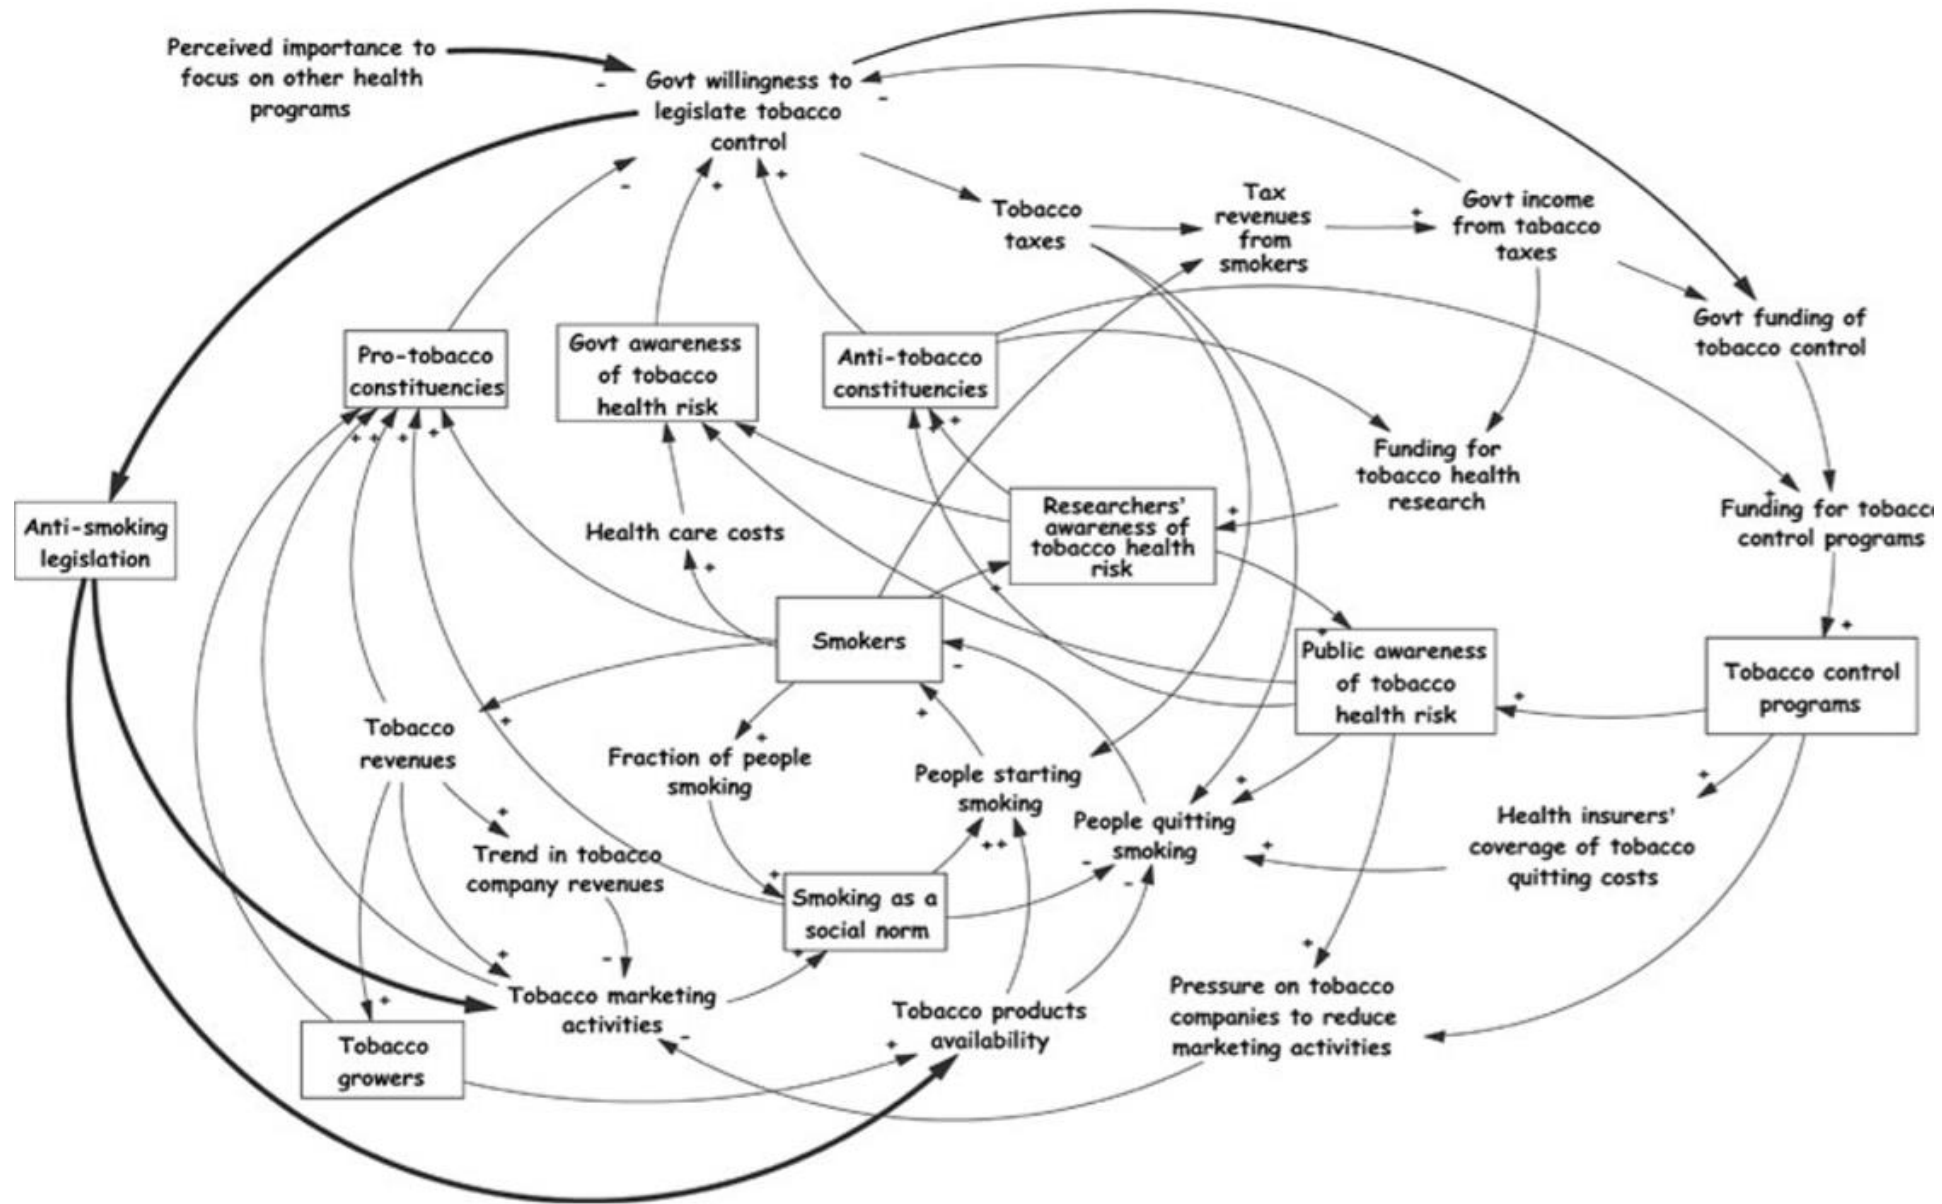 Perceived importance to
focus on other health
programs
Govt willingness to
legislate tobacco
control
Tobacco
taxes
Tax
revenues
from
smokers
Govt income
from tabacco
taxes
Govt funding of
tobacco control
Pro-tobacco
constituencies
Govt awareness
of tobacco
health risk
Anti-tobacco
constituencies
Funding for
tobacco health
research
Anti-smoking
legislation
Health care costs
Researchers'
awareness of
tobacco health
risk
Funding for
control programs
Smokers
Public awareness
of tobacco
health risk
Tobacco control
programs
Tobacco
revenues
Fraction of people
smoking
People starting
smoking
People quitting
smoking
Health insurers'
coverage of tobacco
quitting costs
Trend in tobacco
company revenues
Smoking as a
social norm
Tobacco marketing
activities
Tobacco products
availability
Pressure on tobacco
companies to reduce
marketing activities
Tobacco
growers